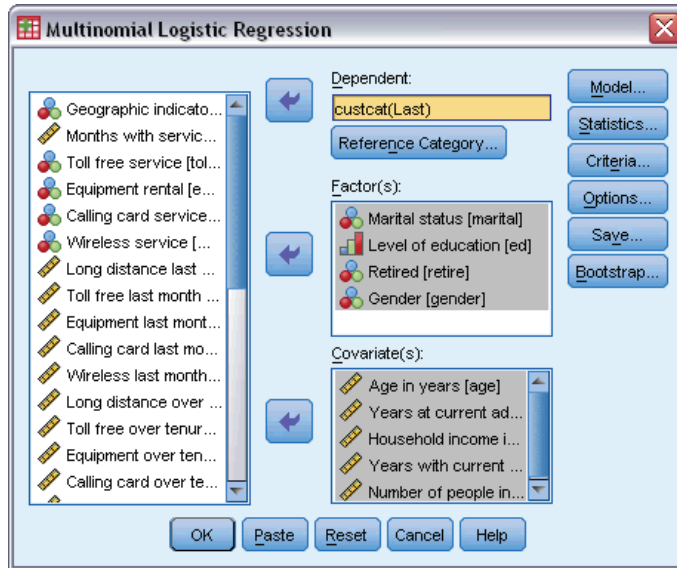 Multinomial Logistic Regression
Geographic indicato...
Months with servic...
Toll free service [tol...
Equipment rental [e...
Calling card service...
Wireless service [...
Long distance last ...
Toll free last month ...
Equipment last mont...
Calling card last mo...
Wireless last month...
Long distance over ...
Toll free over tenur...
Equipment over ten...
Calling card over te...
Dependent:
custcat(Last)
Reference Category...
Factor(s):
Marital status [marital]
Level of education [ed]
Retired [retire]
Gender [gender]
Covariate(s):
Age in years [age]
Years at current ad...
Household income i...
Years with current ...
Number of people in...
Model...
Statistics...
Criteria...
Options...
Save...
Bootstrap...
OK
Paste
Reset
Cancel
Help